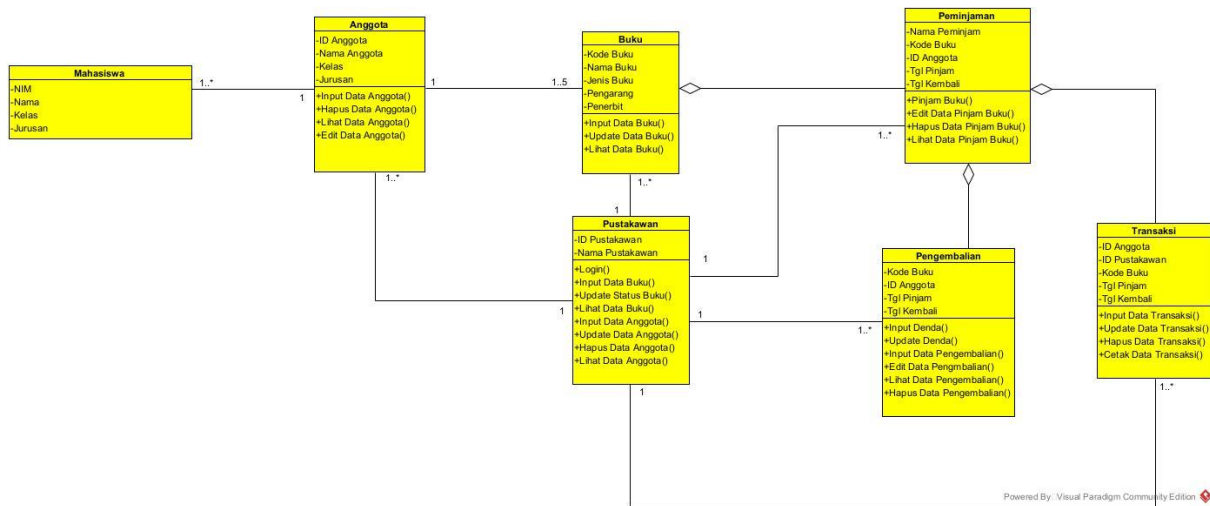 Mahasiswa
-NIM
-Nama
-Kelas
-Jurusan
1..*
1
Anggota
-ID Anggota
-Nama Anggota
-Kelas
-Jurusan
+Input Data Anggota()
+Hapus Data Anggota()
+Lihat Data Anggota()
+Edit Data Anggota()
1
1..5
1..*
Buku
-Kode Buku
-Nama Buku
-Jenis Buku
-Pengarang
-Penerbit
+Input Data Buku()
+Update Data Buku()
+Lihat Data Buku()
1..*
1
Peminjaman
-Nama Peminjam
-Kode Buku
-ID Anggota
-Tgl Pinjam
-Tgl Kembali
+Pinjam Buku()
+Edit Data Pinjam Buku()
+Hapus Data Pinjam Buku()
+Lihat Data Pinjam Buku()
1..*
Pustakawan
-ID Pustakawan
-Nama Pustakawan
+Login()
+Input Data Buku()
+Update Status Buku()
+Lihat Data Buku()
+Input Data Anggota()
+Update Data Anggota()
+Hapus Data Anggota()
+Lihat Data Anggota()
1
1
1
1
1..*
Pengembalian
-Kode Buku
-ID Anggota
-Tgl Pinjam
-Tgl Kembali
+Input Denda()
+Update Denda()
+Input Data Pengembalian()
+Edit Data Pengmbalian()
+Lihat Data Pengembalian()
+Hapus Data Pengembalian()
Transaksi
-ID Anggota
-ID Pustakawan
-Kode Buku
-Tgl Pinjam
-Tgl Kembali
+Input Data Transaksi()
+Update Data Transaksi()
+Hapus Data Transaksi()
+Cetak Data Transaksi()
1..*
Powered By Visual Paradigm Community Edition